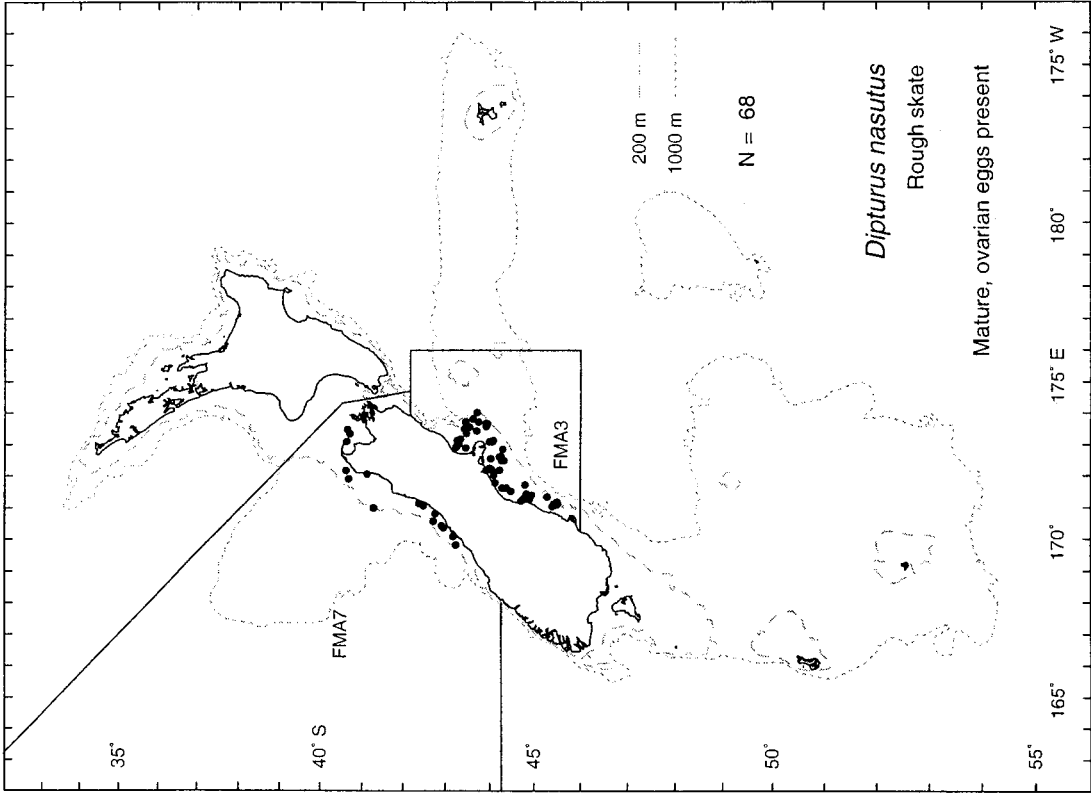 FMA7
FMA3
200 m
1000 m
N = 68
Dipturus nasutus
Rough skate
Mature, ovarian eggs present
35°
40° S
45°
50°
55°
165°
170°
175° E
180°
175° W